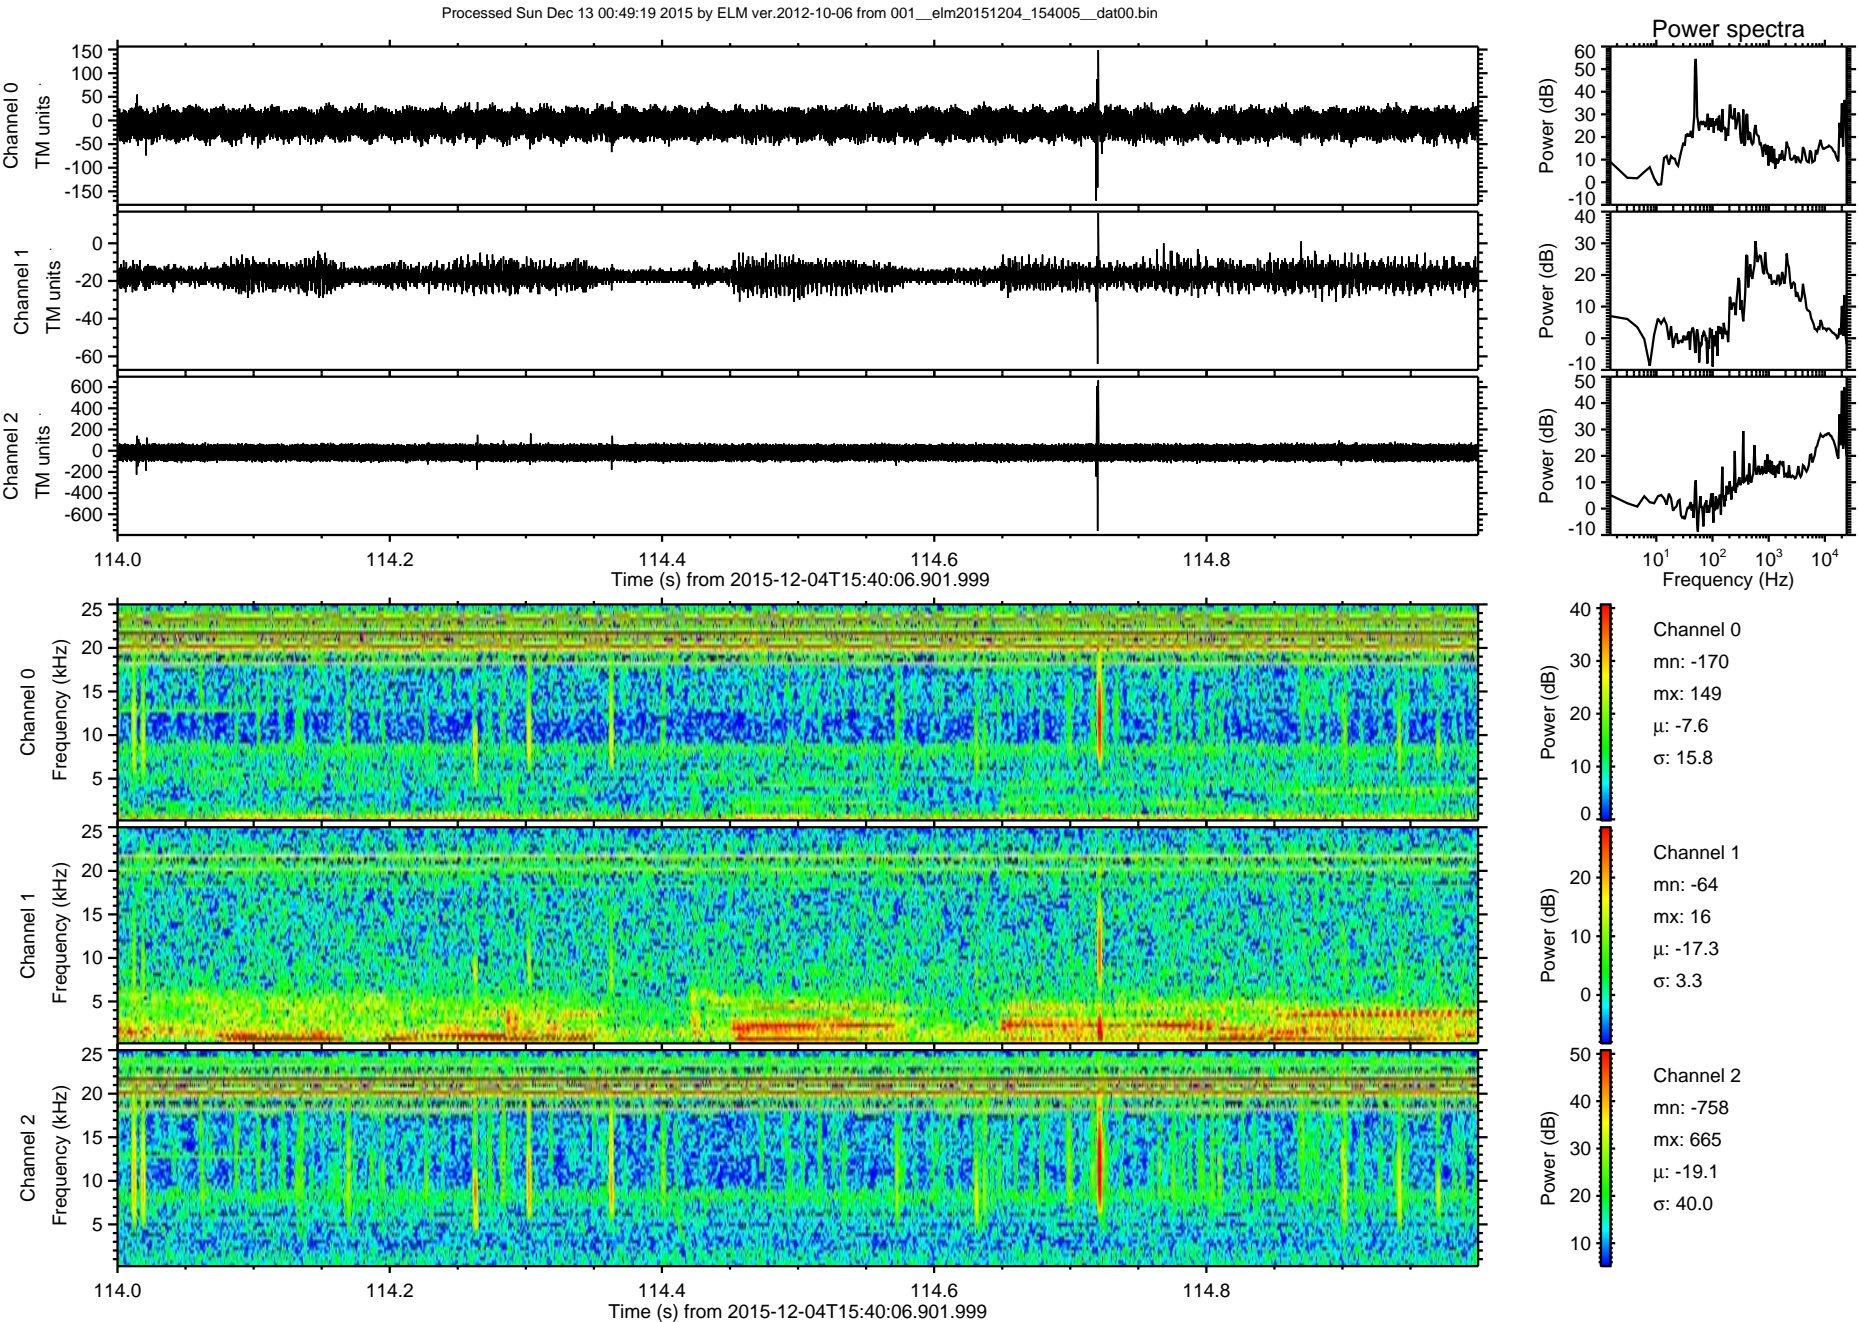 Processed Sun Dec 13 00:49:19 2015 by ELM ver.2012-10-06 from 001__elm20151204_154005__dat00.bin
Power spectra
Channel 0
TM units
150
100
50
0
-50
-100
-150
Power (dB)
60
50
40
30
20
10
0
-10
Channel 1
TM units
0
-20
-40
-60
Power (dB)
40
30
20
10
0
-10
Channel 2
TM units
600
400
200
0
-200
-400
-600
Power (dB)
50
40
30
20
10
0
-10
114.0 114.2 114.4 114.6 114.8
Time (s) from 2015-12-04T15:40:06.901.999
10^1 10^2 10^3 10^4
Frequency (Hz)
Channel 0
Frequency (kHz)
25
20
15
10
5
Power (dB)
40
30
20
10
0
Channel 0
mn: -170
mx: 149
μ: -7.6
σ: 15.8
Channel 1
Frequency (kHz)
25
20
15
10
5
Power (dB)
20
10
0
Channel 1
mn: -64
mx: 16
μ: -17.3
σ: 3.3
Channel 2
Frequency (kHz)
25
20
15
10
5
Power (dB)
50
40
30
20
10
Channel 2
mn: -758
mx: 665
μ: -19.1
σ: 40.0
114.0 114.2 114.4 114.6 114.8
Time (s) from 2015-12-04T15:40:06.901.999